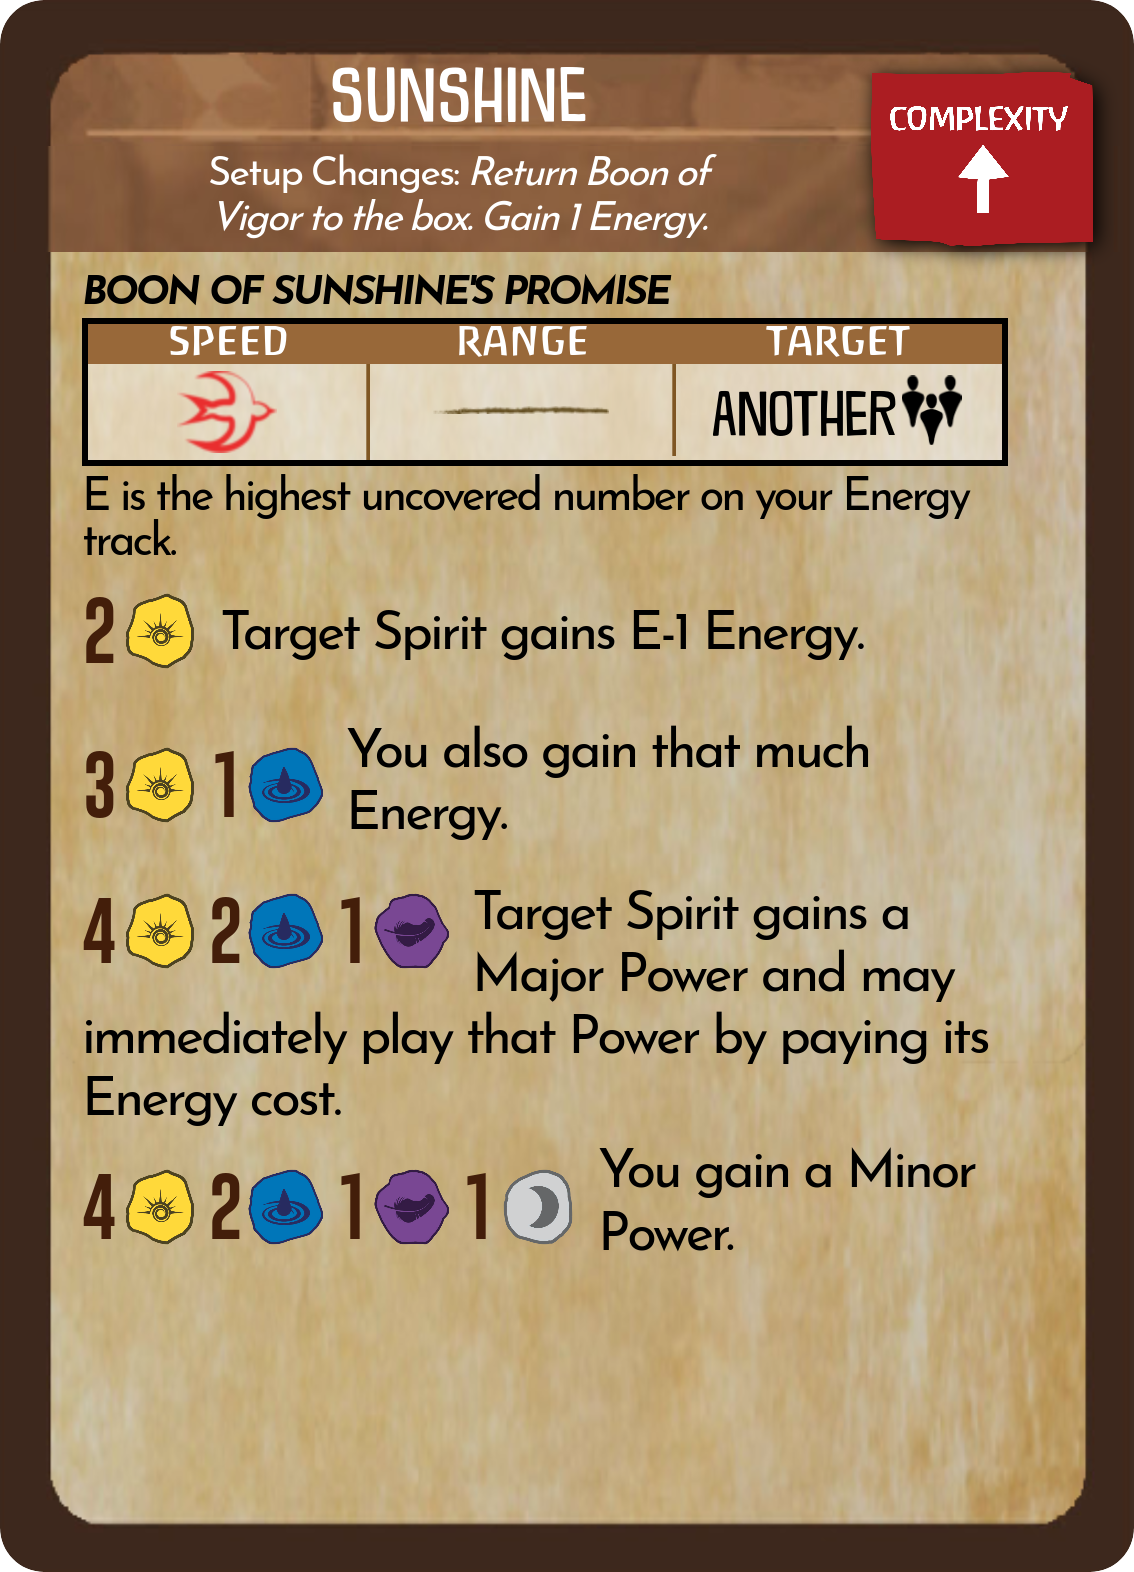 SUNSHINE
COMPLEXITY
Setup Changes: Return Boon of
Vigor to the box. Gain 1 Energy.
BOON OF SUNSHINE'S PROMISE
SPEED RANGE TARGET
ANOTHER
E is the highest uncovered number on your Energy
track.
2 Target Spirit gains E-1 Energy.
3 1 You also gain that much
Energy.
4 2 1 Target Spirit gains a
Major Power and may
immediately play that Power by paying its
Energy cost.
4 2 1 1 You gain a Minor
Power.